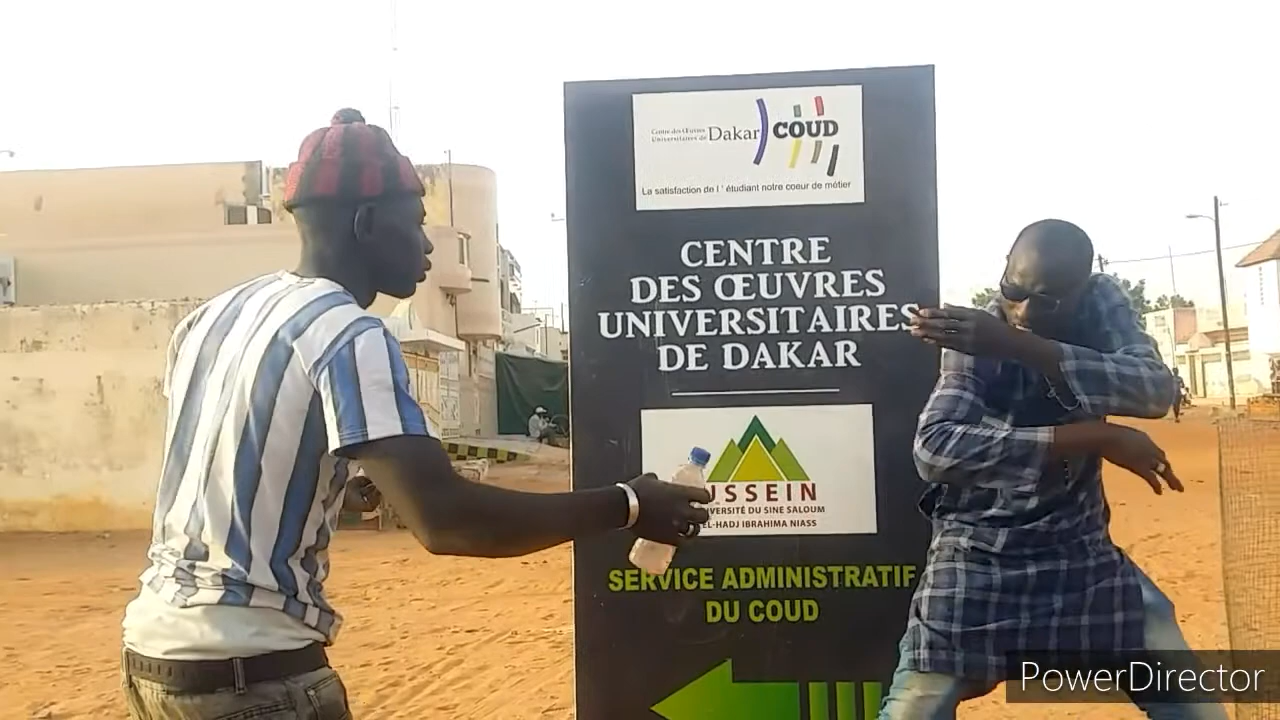 Centre des Œuvres
Universitaires de Dakar COUD
La satisfaction de l ' étudiant notre coeur de métier
CENTRE
DES ŒUVRES
UNIVERSITAIRES
DE DAKAR
USSEIN
UNIVERSITÉ DU SINE SALOUM
EL-HADJ IBRAHIMA NIASS
SERVICE ADMINISTRATIF
DU COUD
PowerDirector